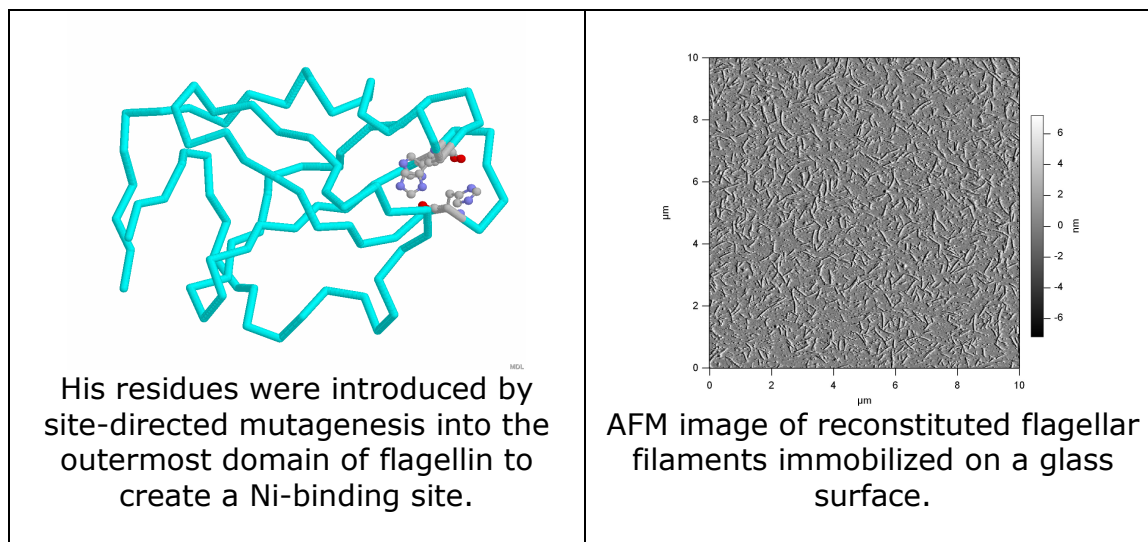 MDL
His residues were introduced by
site-directed mutagenesis into the
outermost domain of flagellin to
create a Ni-binding site.
10
8
6
4
2
0
µm
0
2
4
6
8
10
µm
6
4
2
0
-2
-4
-6
nm
AFM image of reconstituted flagellar
filaments immobilized on a glass
surface.